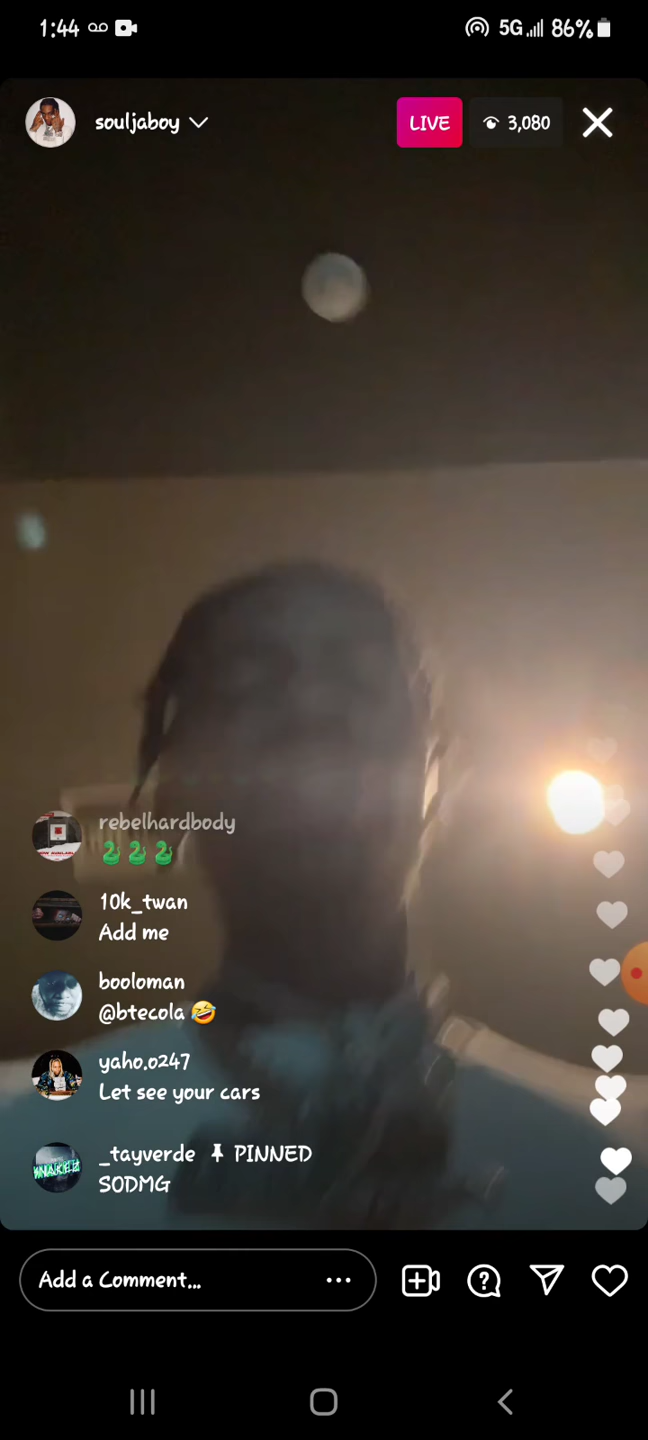 1:44
5G 86%
souljaboy
LIVE
3,080
rebelhardbody
🐍🐍🐍
10k_twan
Add me
booloman
@btecola 🤣
yaho.o247
Let see your cars
_tayverde PINNED
SODMG
Add a Comment...